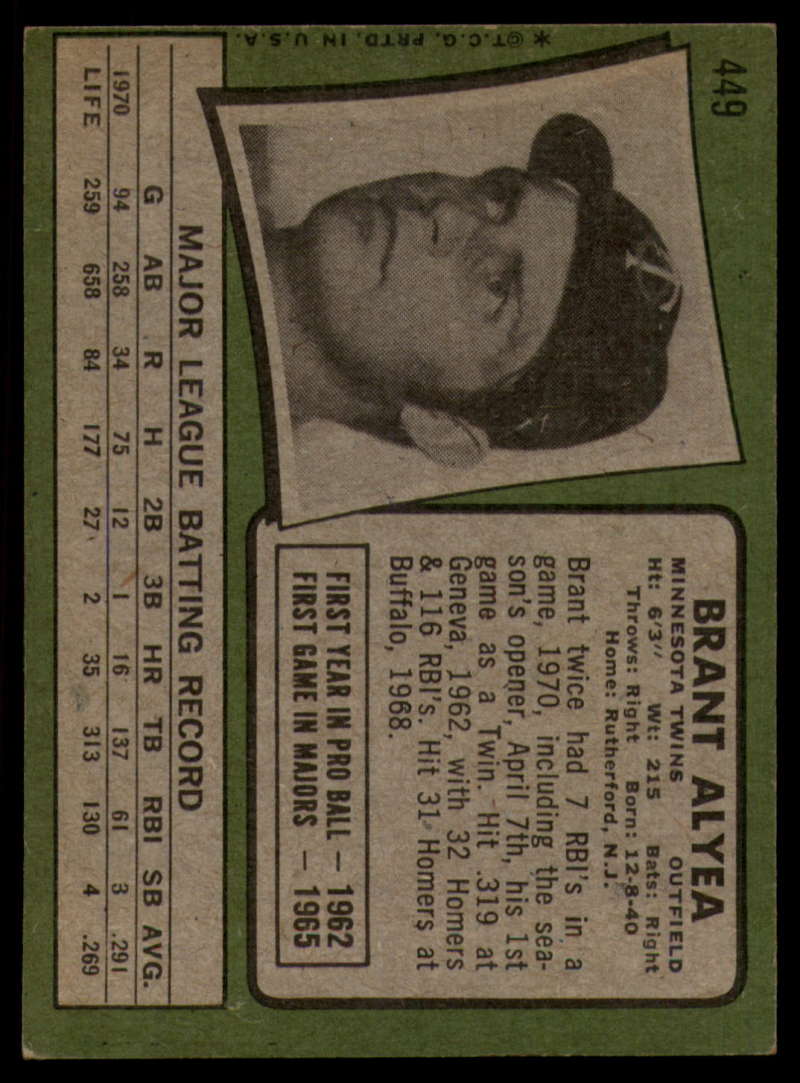 449
BRANT ALYEA
MINNESOTA TWINS OUTFIELD
Ht: 6'3" Wt: 215 Bats: Right
Throws: Right Born: 12-8-40
Home: Rutherford, N.J.
Brant twice had 7 RBI's in a
game, 1970, including the sea-
son's opener, April 7th, his 1st
game as a Twin. Hit .319 at
Geneva, 1962, with 32 Homers
& 116 RBI's. Hit 31 Homers at
Buffalo, 1968.
FIRST YEAR IN PRO BALL — 1962
FIRST GAME IN MAJORS — 1965
MAJOR LEAGUE BATTING RECORD
G AB R H 2B 3B HR TB RBI SB AVG.
1970 94 258 34 75 12 1 16 137 61 3 .291
LIFE 259 658 84 177 27 2 35 313 130 4 .269
*©T.C.G. PRTD. IN U.S.A.